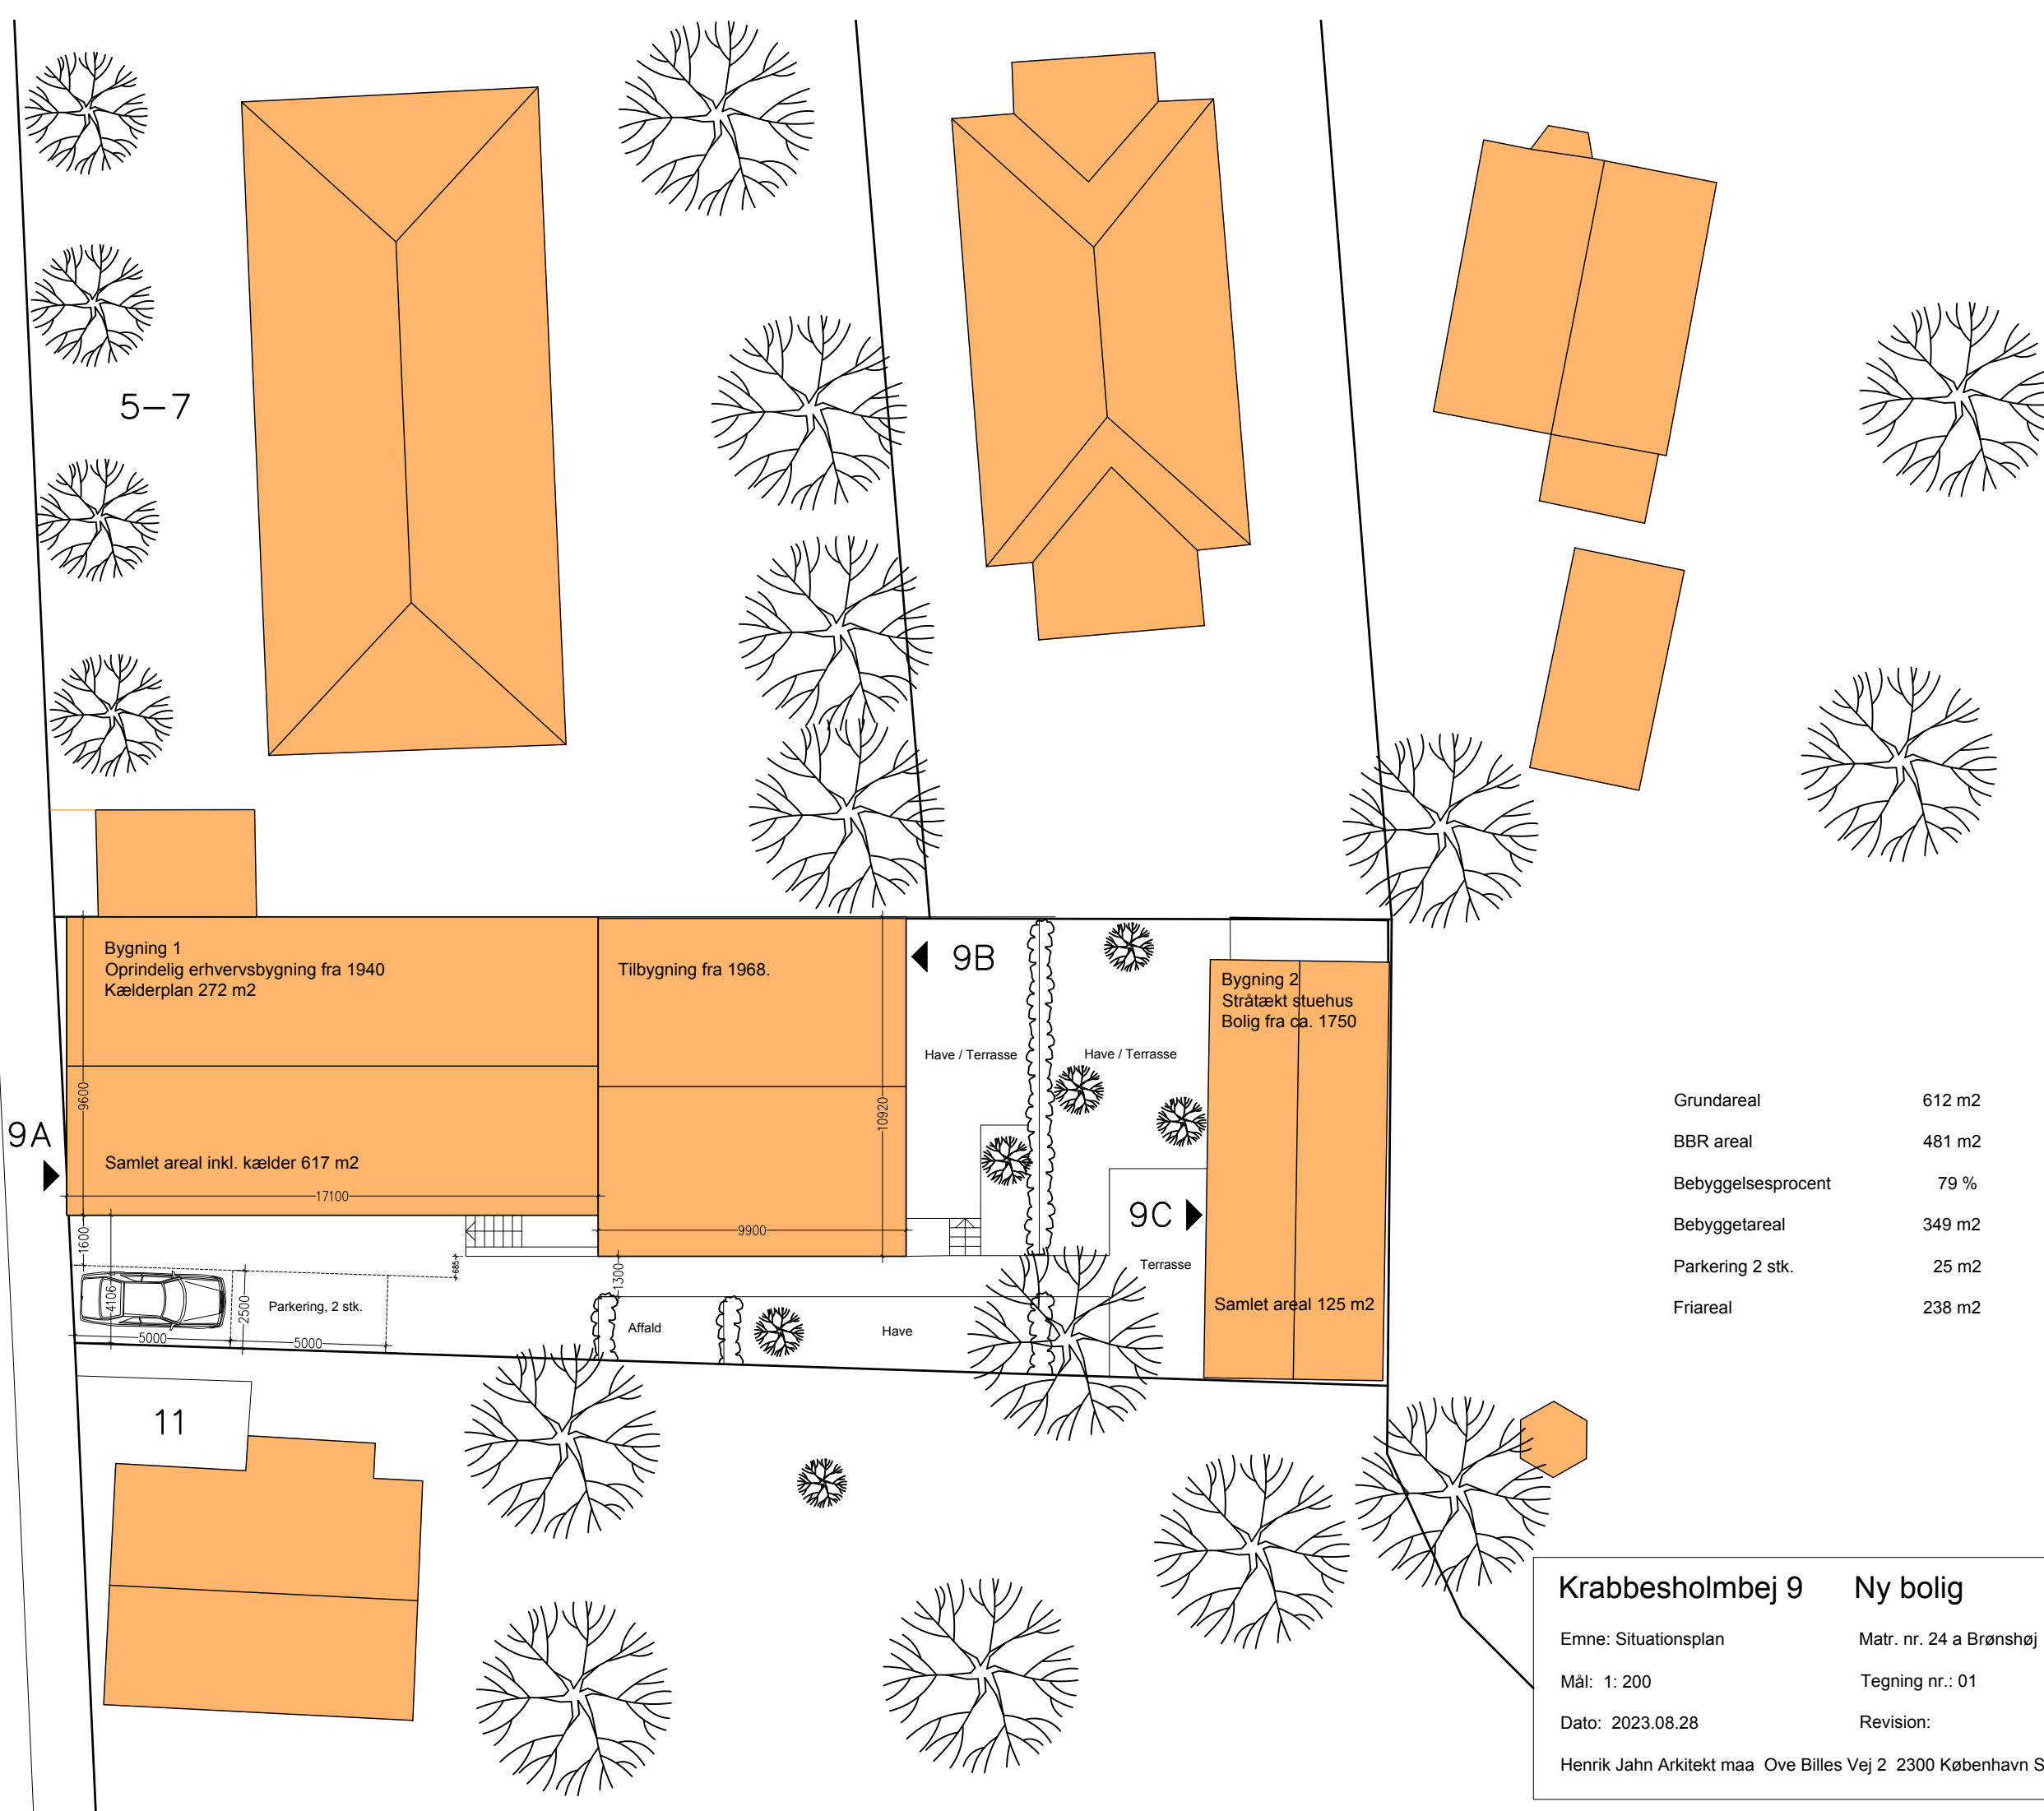 5-7
Bygning 1
Oprindelig erhvervsbygning fra 1940
Kælderplan 272 m2
Tilbygning fra 1968.
9B
Bygning 2
Stråtækt stuehus
Bolig fra ca. 1750
Have / Terrasse
Have / Terrasse
9600
10920
9A
Samlet areal inkl. kælder 617 m2
17100
9900
9C
1600
685
1300
Terrasse
4106
2500
Parkering, 2 stk.
5000
5000
Affald
Have
Samlet areal 125 m2
11
Grundareal 612 m2
BBR areal 481 m2
Bebyggelsesprocent 79 %
Bebyggetareal 349 m2
Parkering 2 stk. 25 m2
Friareal 238 m2
Krabbesholmbej 9 Ny bolig
Emne: Situationsplan Matr. nr. 24 a Brønshøj
Mål: 1: 200 Tegning nr.: 01
Dato: 2023.08.28 Revision:
Henrik Jahn Arkitekt maa Ove Billes Vej 2 2300 København S